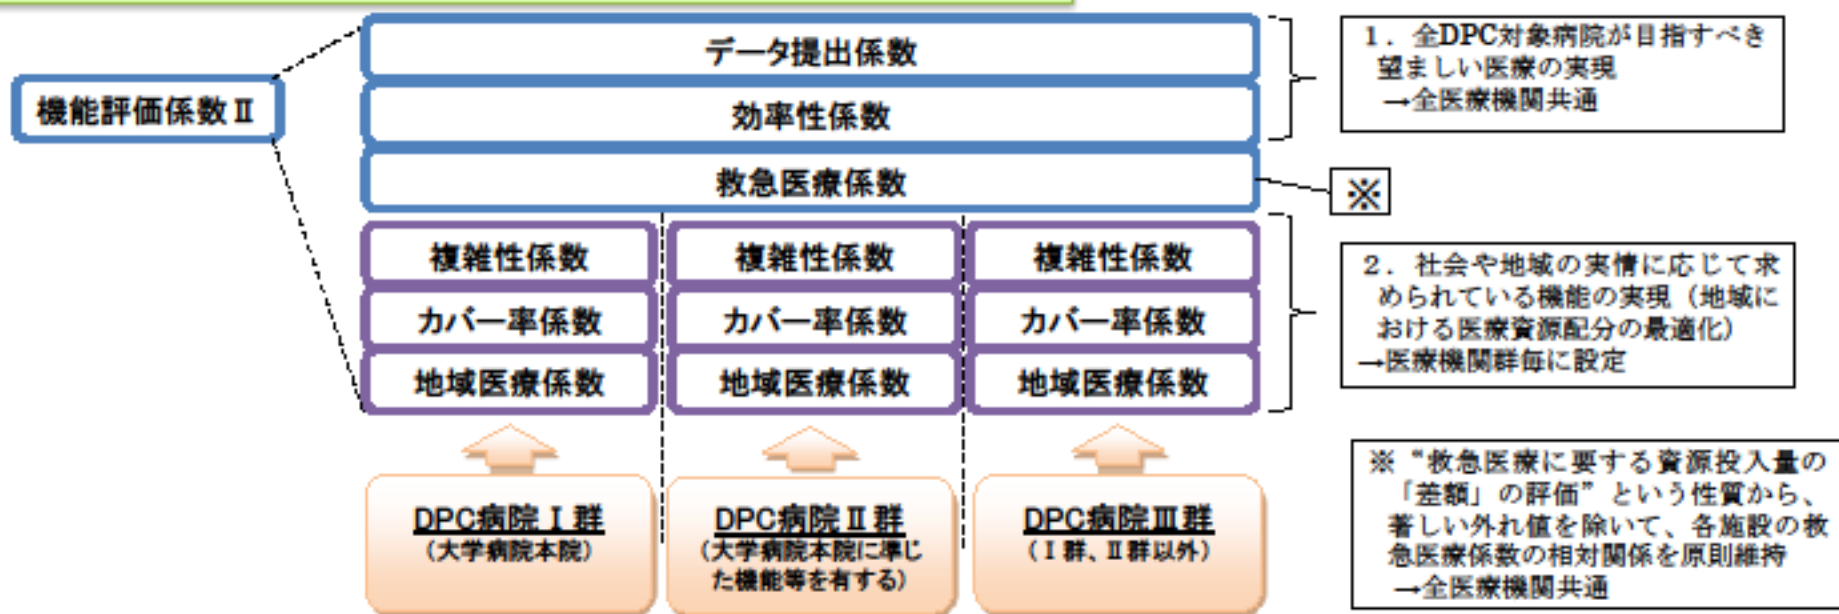 機能評価係数Ⅱ
データ提出係数
効率性係数
救急医療係数
複雑性係数
カバー率係数
地域医療係数
複雑性係数
カバー率係数
地域医療係数
複雑性係数
カバー率係数
地域医療係数
DPC病院Ⅰ群
(大学病院本院)
DPC病院Ⅱ群
(大学病院本院に準じ
た機能等を有する)
DPC病院Ⅲ群
(Ⅰ群、Ⅱ群以外)
1．全DPC対象病院が目指すべき
望ましい医療の実現
→全医療機関共通
※
2．社会や地域の実情に応じて求
められている機能の実現（地域に
おける医療資源配分の最適化）
→医療機関群毎に設定
※“救急医療に要する資源投入量の
「差額」の評価”という性質から、
著しい外れ値を除いて、各施設の救
急医療係数の相対関係を原則維持
→全医療機関共通